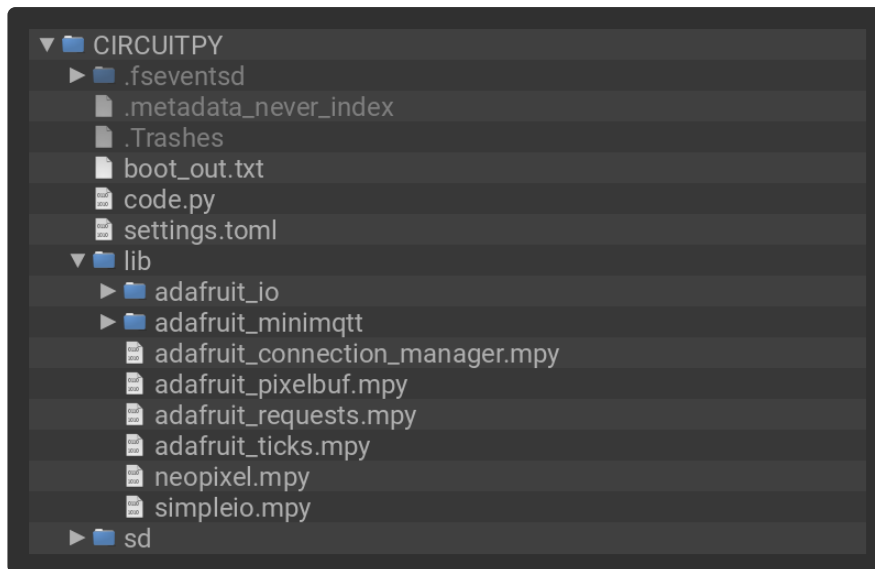 CIRCUITPY
.fseventsd
.metadata_never_index
.Trashes
boot_out.txt
code.py
settings.toml
lib
adafruit_io
adafruit_minimqtt
adafruit_connection_manager.mpy
adafruit_pixelbuf.mpy
adafruit_requests.mpy
adafruit_ticks.mpy
neopixel.mpy
simpleio.mpy
sd